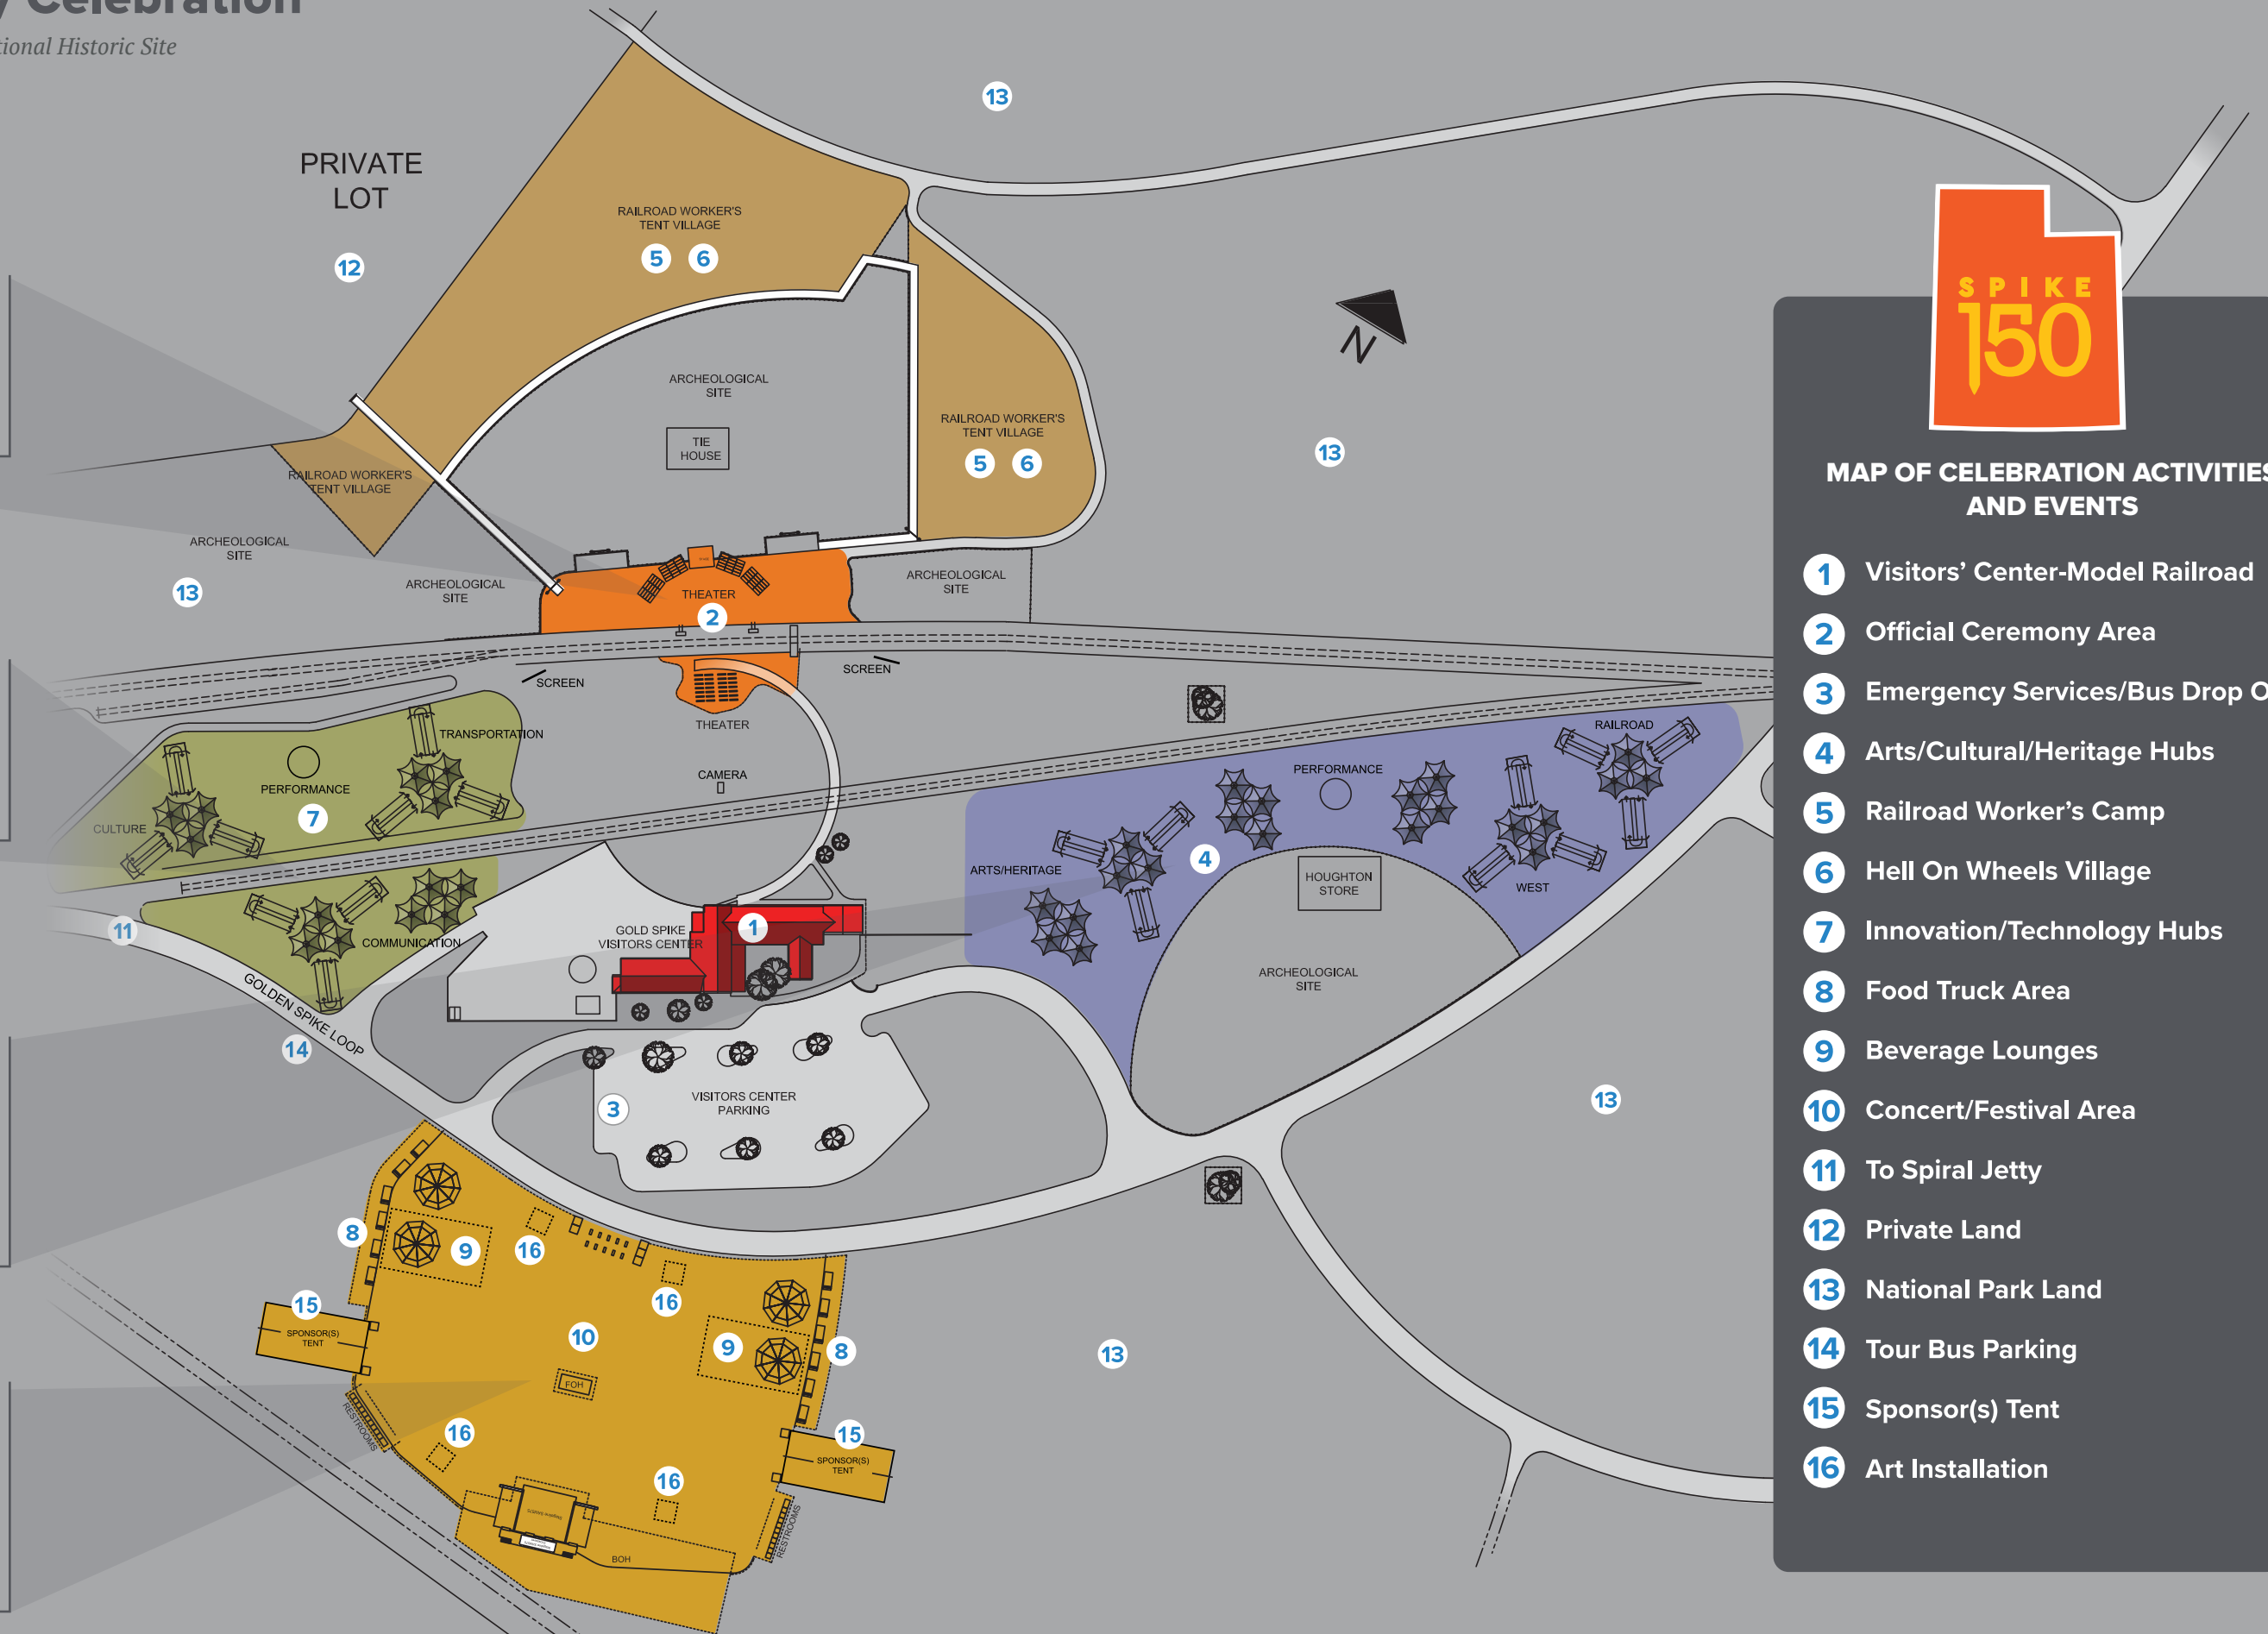 y Celebration
tional Historic Site
PRIVATE
LOT
12
13
RAILROAD WORKER'S
TENT VILLAGE
5 6
ARCHEOLOGICAL
SITE
TIE
HOUSE
RAILROAD WORKER'S
TENT VILLAGE
5 6
13
N
RAILROAD WORKER'S
TENT VILLAGE
ARCHEOLOGICAL
SITE
13
ARCHEOLOGICAL
SITE
THEATER
2
ARCHEOLOGICAL
SITE
SCREEN
SCREEN
THEATER
CAMERA
TRANSPORTATION
PERFORMANCE
7
CULTURE
COMMUNICATION
11
GOLDEN SPIKE LOOP
14
GOLD SPIKE
VISITORS CENTER
1
RAILROAD
PERFORMANCE
4
ARTS/HERITAGE
HOUGHTON
STORE
WEST
ARCHEOLOGICAL
SITE
VISITORS CENTER
PARKING
3
13
8
9
16
16
15
SPONSOR(S)
TENT
10
9
8
13
FOH
RESTROOMS
16
15
SPONSOR(S)
TENT
16
RESTROOMS
BOH
SPIKE
150
MAP OF CELEBRATION ACTIVITIES
AND EVENTS
1 Visitors’ Center-Model Railroad
2 Official Ceremony Area
3 Emergency Services/Bus Drop O
4 Arts/Cultural/Heritage Hubs
5 Railroad Worker’s Camp
6 Hell On Wheels Village
7 Innovation/Technology Hubs
8 Food Truck Area
9 Beverage Lounges
10 Concert/Festival Area
11 To Spiral Jetty
12 Private Land
13 National Park Land
14 Tour Bus Parking
15 Sponsor(s) Tent
16 Art Installation